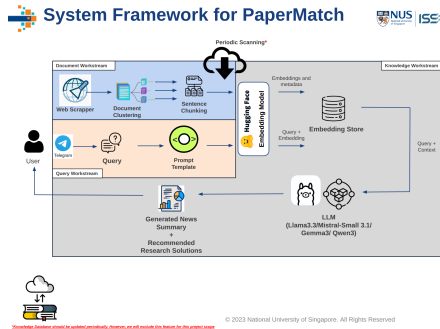 System Framework for PaperMatch
NUS
National University
of Singapore
ISS
Periodic Scanning*
Document Workstream
Knowledge Workstream
Web Scrapper
Document
Clustering
Sentence
Chunking
Hugging Face
Embedding Model
Embeddings and
metadata
Embedding Store
Query +
Embedding
Query +
Context
User
Telegram
Query
Prompt
Template
Query Workstream
Generated News
Summary
+
Recommended
Research Solutions
LLM
(Llama3.3/Mistral-Small 3.1/
Gemma3/ Qwen3)
*Knowledge Database should be updated periodically. However, we will exclude this feature for this project scope
© 2023 National University of Singapore. All Rights Reserved